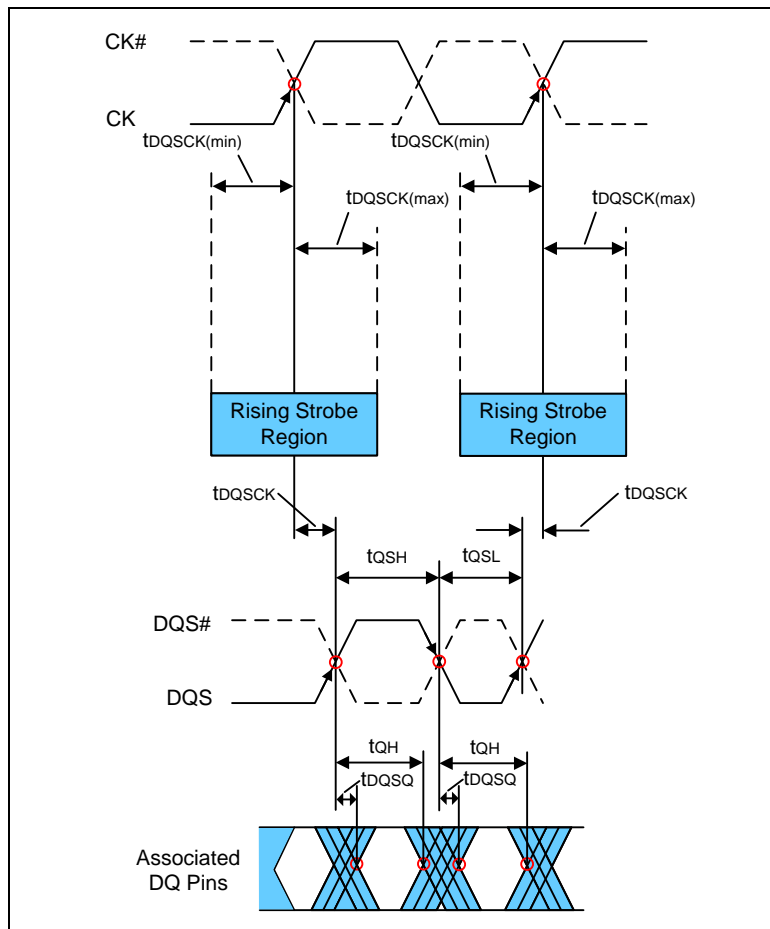 CK#
CK
tDQSCK(min)
tDQSCK(min)
tDQSCK(max)
tDQSCK(max)
Rising Strobe
Region
Rising Strobe
Region
tDQSCK
tDQSCK
tQSH
tQSL
DQS#
DQS
tQH
tQH
tDQSQ
tDQSQ
Associated
DQ Pins